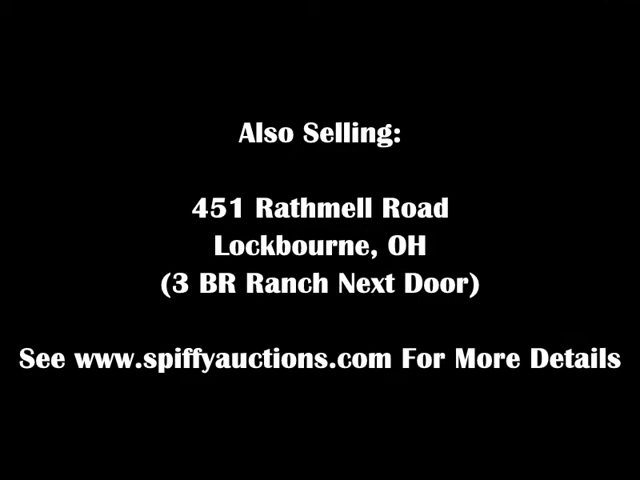 Also Selling:
451 Rathmell Road
Lockbourne, OH
(3 BR Ranch Next Door)
See www.spiffyauctions.com For More Details